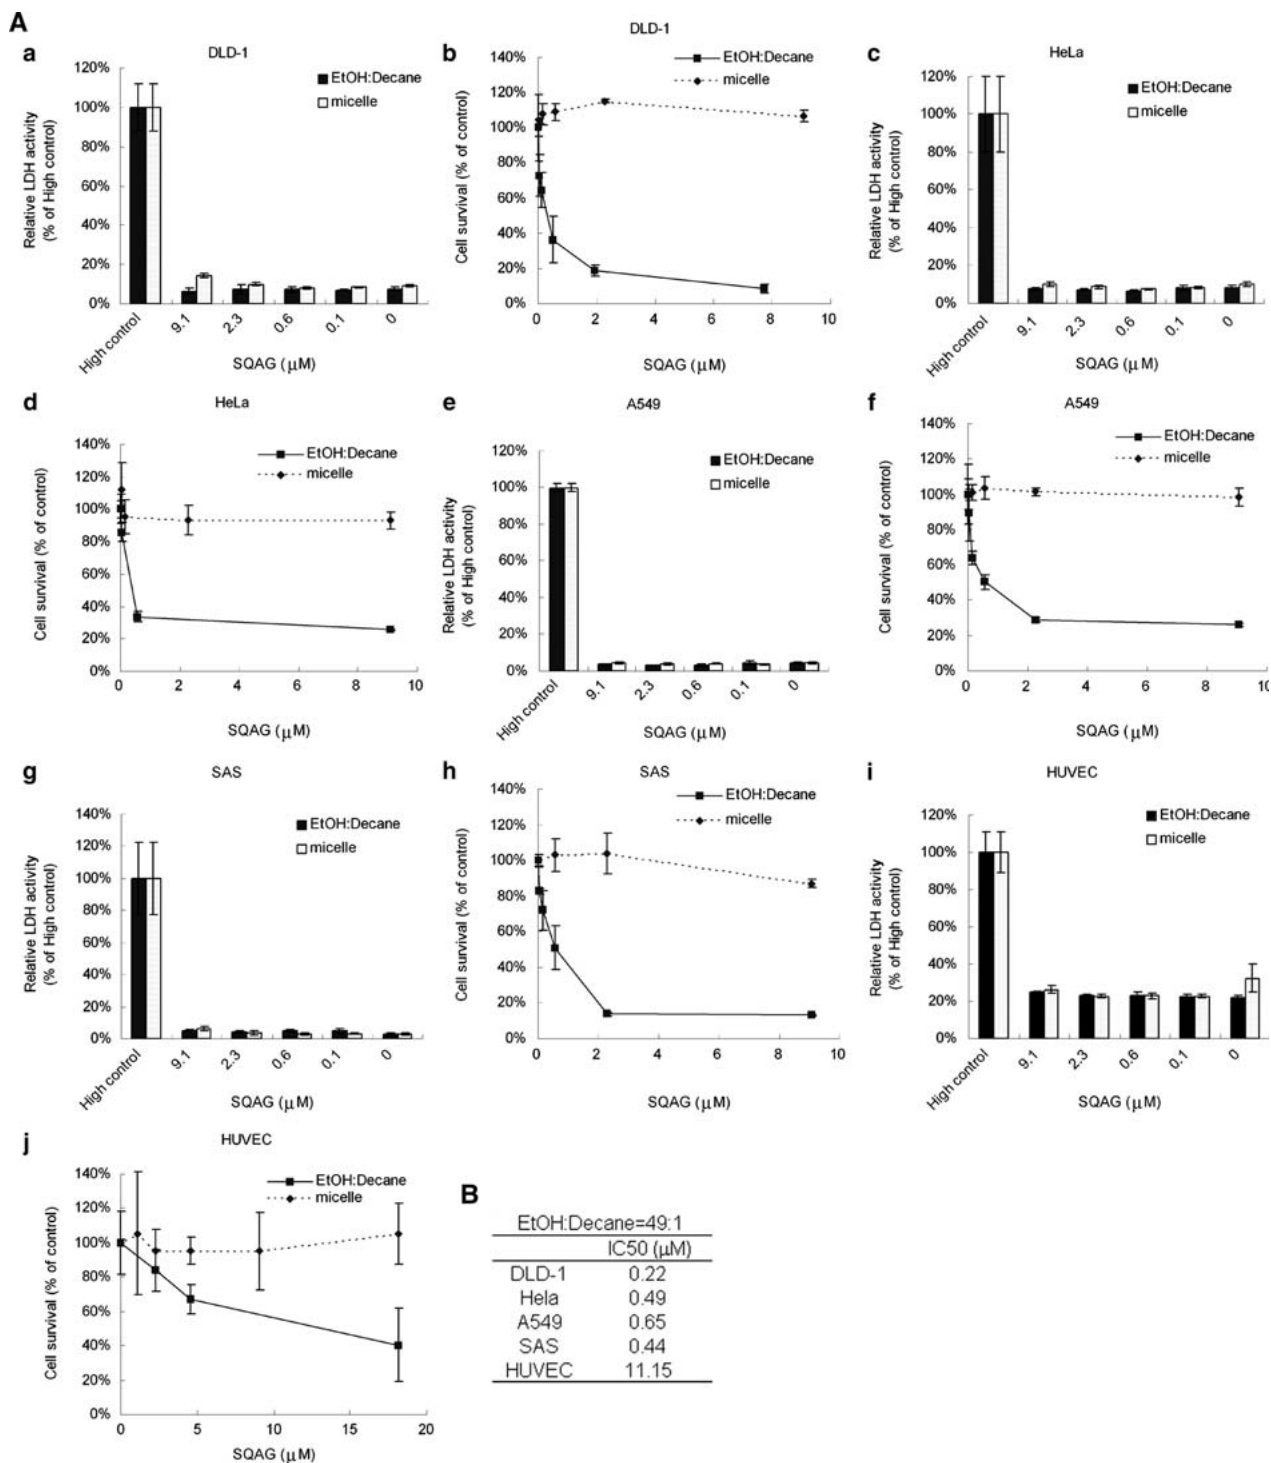 A
a
DLD-1
Relative LDH activity
(% of High control)
120%
100%
80%
60%
40%
20%
0%
EtOH:Decane
micelle
High control
9.1
2.3
0.6
0.1
0
SQAG (μM)
b
DLD-1
Cell survival (% of control)
140%
120%
100%
80%
60%
40%
20%
0%
EtOH:Decane
micelle
0 2 4 6 8 10
SQAG (μM)
c
HeLa
Relative LDH activity
(% of High control)
120%
100%
80%
60%
40%
20%
0%
EtOH:Decane
micelle
High control
9.1
2.3
0.6
0.1
0
SQAG (μM)
d
HeLa
Cell survival (% of control)
140%
120%
100%
80%
60%
40%
20%
0%
EtOH:Decane
micelle
0 2 4 6 8 10
SQAG (μM)
e
A549
Relative LDH activity
(% of High control)
120%
100%
80%
60%
40%
20%
0%
EtOH:Decane
micelle
High control
9.1
2.3
0.6
0.1
0
SQAG (μM)
f
A549
Cell survival (% of control)
140%
120%
100%
80%
60%
40%
20%
0%
EtOH:Decane
micelle
0 2 4 6 8 10
SQAG (μM)
g
SAS
Relative LDH activity
(% of High control)
140%
120%
100%
80%
60%
40%
20%
0%
EtOH:Decane
micelle
High control
9.1
2.3
0.6
0.1
0
SQAG (μM)
h
SAS
Cell survival (% of control)
140%
120%
100%
80%
60%
40%
20%
0%
EtOH:Decane
micelle
0 2 4 6 8 10
SQAG (μM)
i
HUVEC
Relative LDH activity
(% of High control)
120%
100%
80%
60%
40%
20%
0%
EtOH:Decane
micelle
High control
9.1
2.3
0.6
0.1
0
SQAG (μM)
j
HUVEC
Cell survival (% of control)
140%
120%
100%
80%
60%
40%
20%
0%
EtOH:Decane
micelle
0 5 10 15 20
SQAG (μM)
B
EtOH:Decane=49:1
IC50 (μM)
DLD-1 0.22
Hela 0.49
A549 0.65
SAS 0.44
HUVEC 11.15